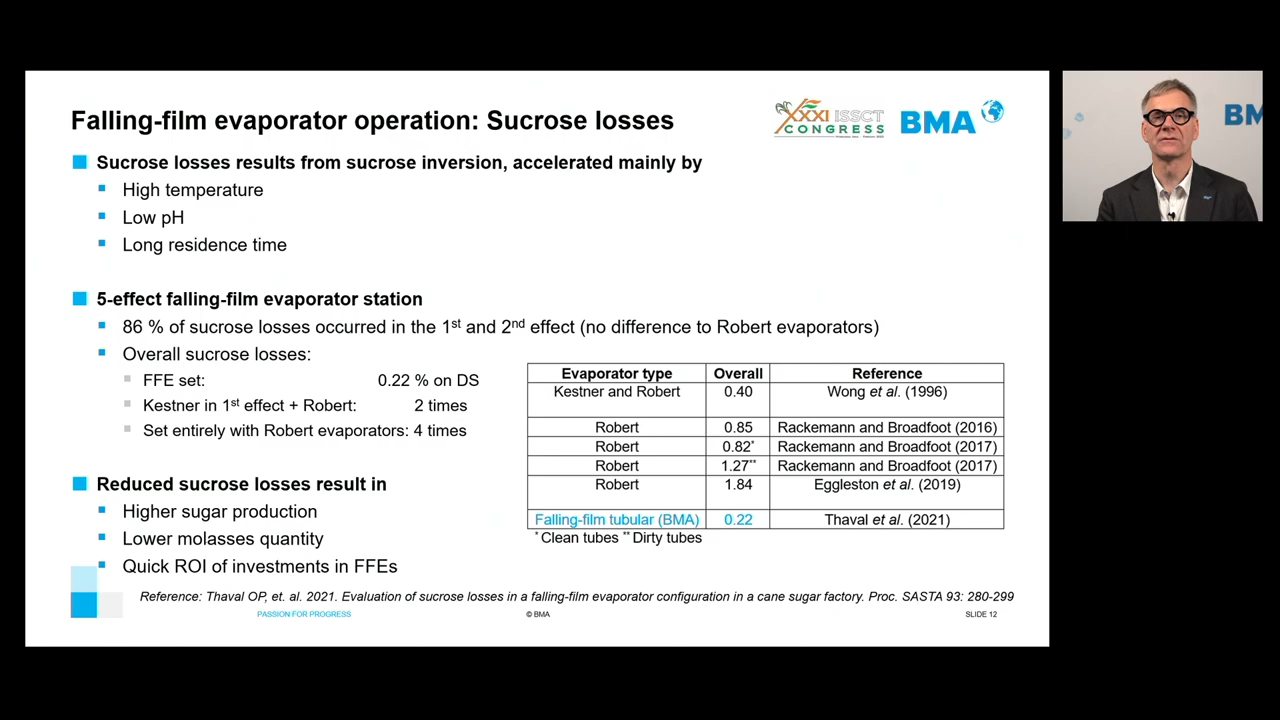 Falling-film evaporator operation: Sucrose losses
XXXI ISSCT
CONGRESS
BMA
BM
Sucrose losses results from sucrose inversion, accelerated mainly by
High temperature
Low pH
Long residence time
5-effect falling-film evaporator station
86 % of sucrose losses occurred in the 1st and 2nd effect (no difference to Robert evaporators)
Overall sucrose losses:
FFE set: 0.22 % on DS
Kestner in 1st effect + Robert: 2 times
Set entirely with Robert evaporators: 4 times
Evaporator type Overall Reference
Kestner and Robert 0.40 Wong et al. (1996)
Robert 0.85 Rackemann and Broadfoot (2016)
Robert 0.82* Rackemann and Broadfoot (2017)
Robert 1.27** Rackemann and Broadfoot (2017)
Robert 1.84 Eggleston et al. (2019)
Falling-film tubular (BMA) 0.22 Thaval et al. (2021)
* Clean tubes ** Dirty tubes
Reduced sucrose losses result in
Higher sugar production
Lower molasses quantity
Quick ROI of investments in FFEs
Reference: Thaval OP, et. al. 2021. Evaluation of sucrose losses in a falling-film evaporator configuration in a cane sugar factory. Proc. SASTA 93: 280-299
PASSION FOR PROGRESS © BMA SLIDE 12